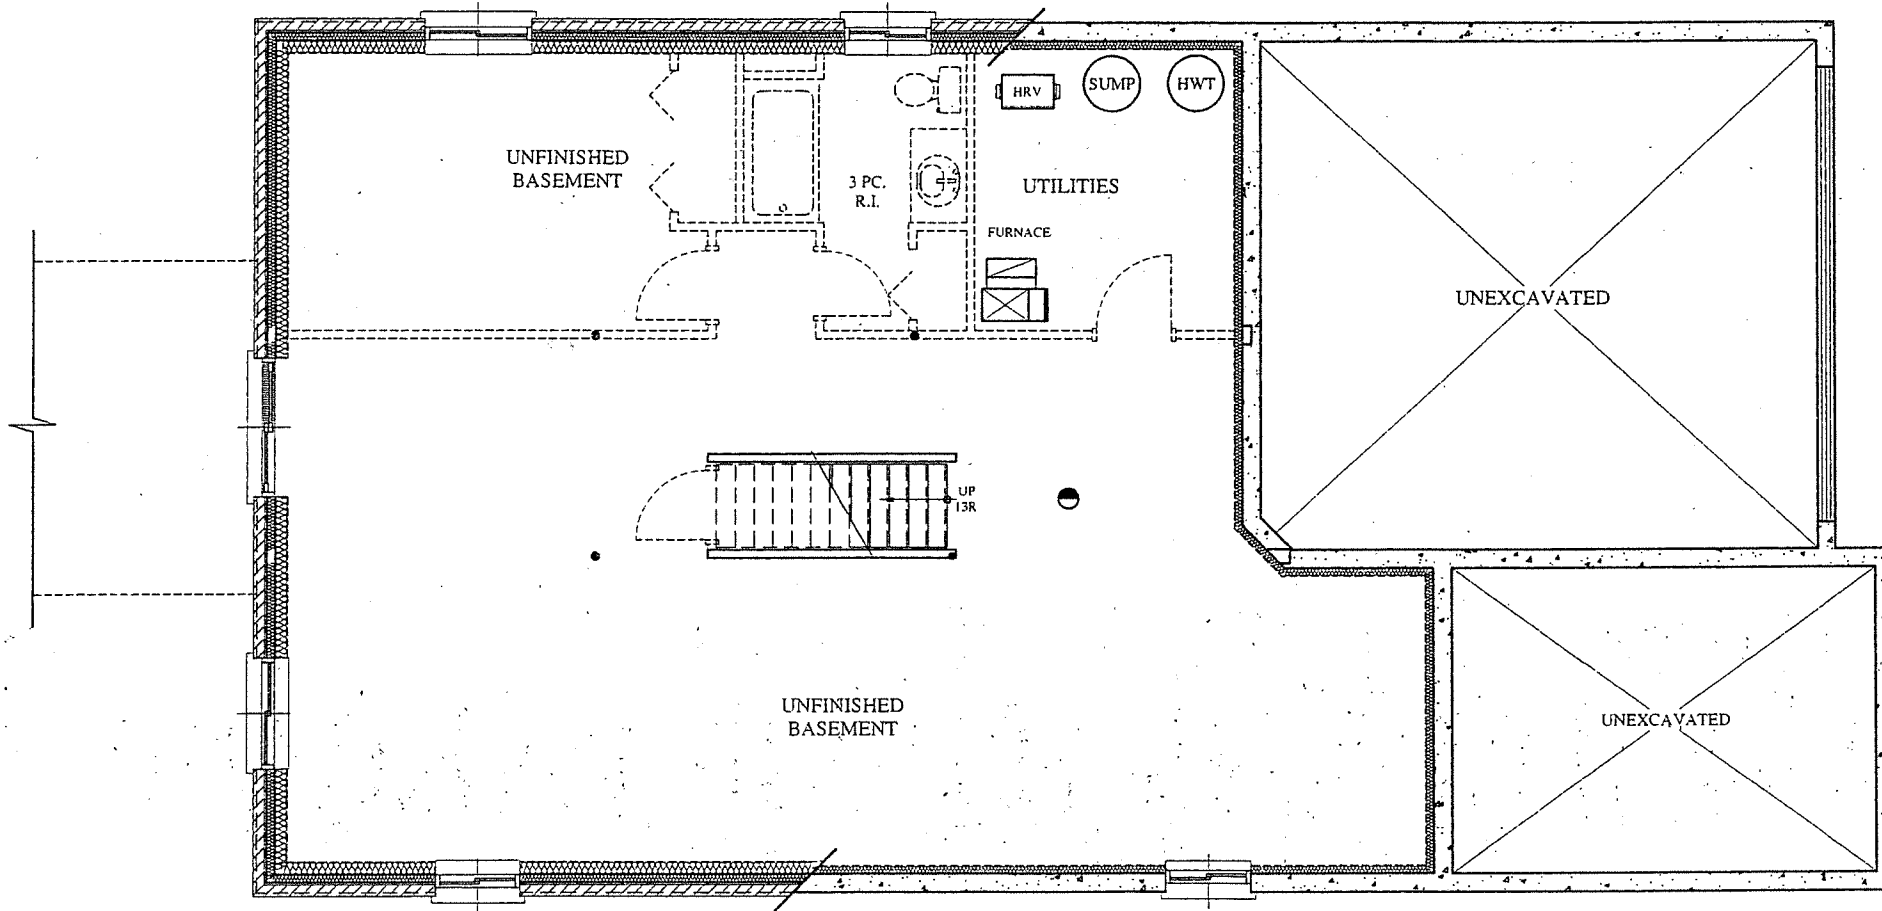 HRV
SUMP
HWT
UNFINISHED
BASEMENT
3 PC.
R.I.
UTILITIES
FURNACE
UNEXCAVATED
UP
13R
UNFINISHED
BASEMENT
UNEXCAVATED